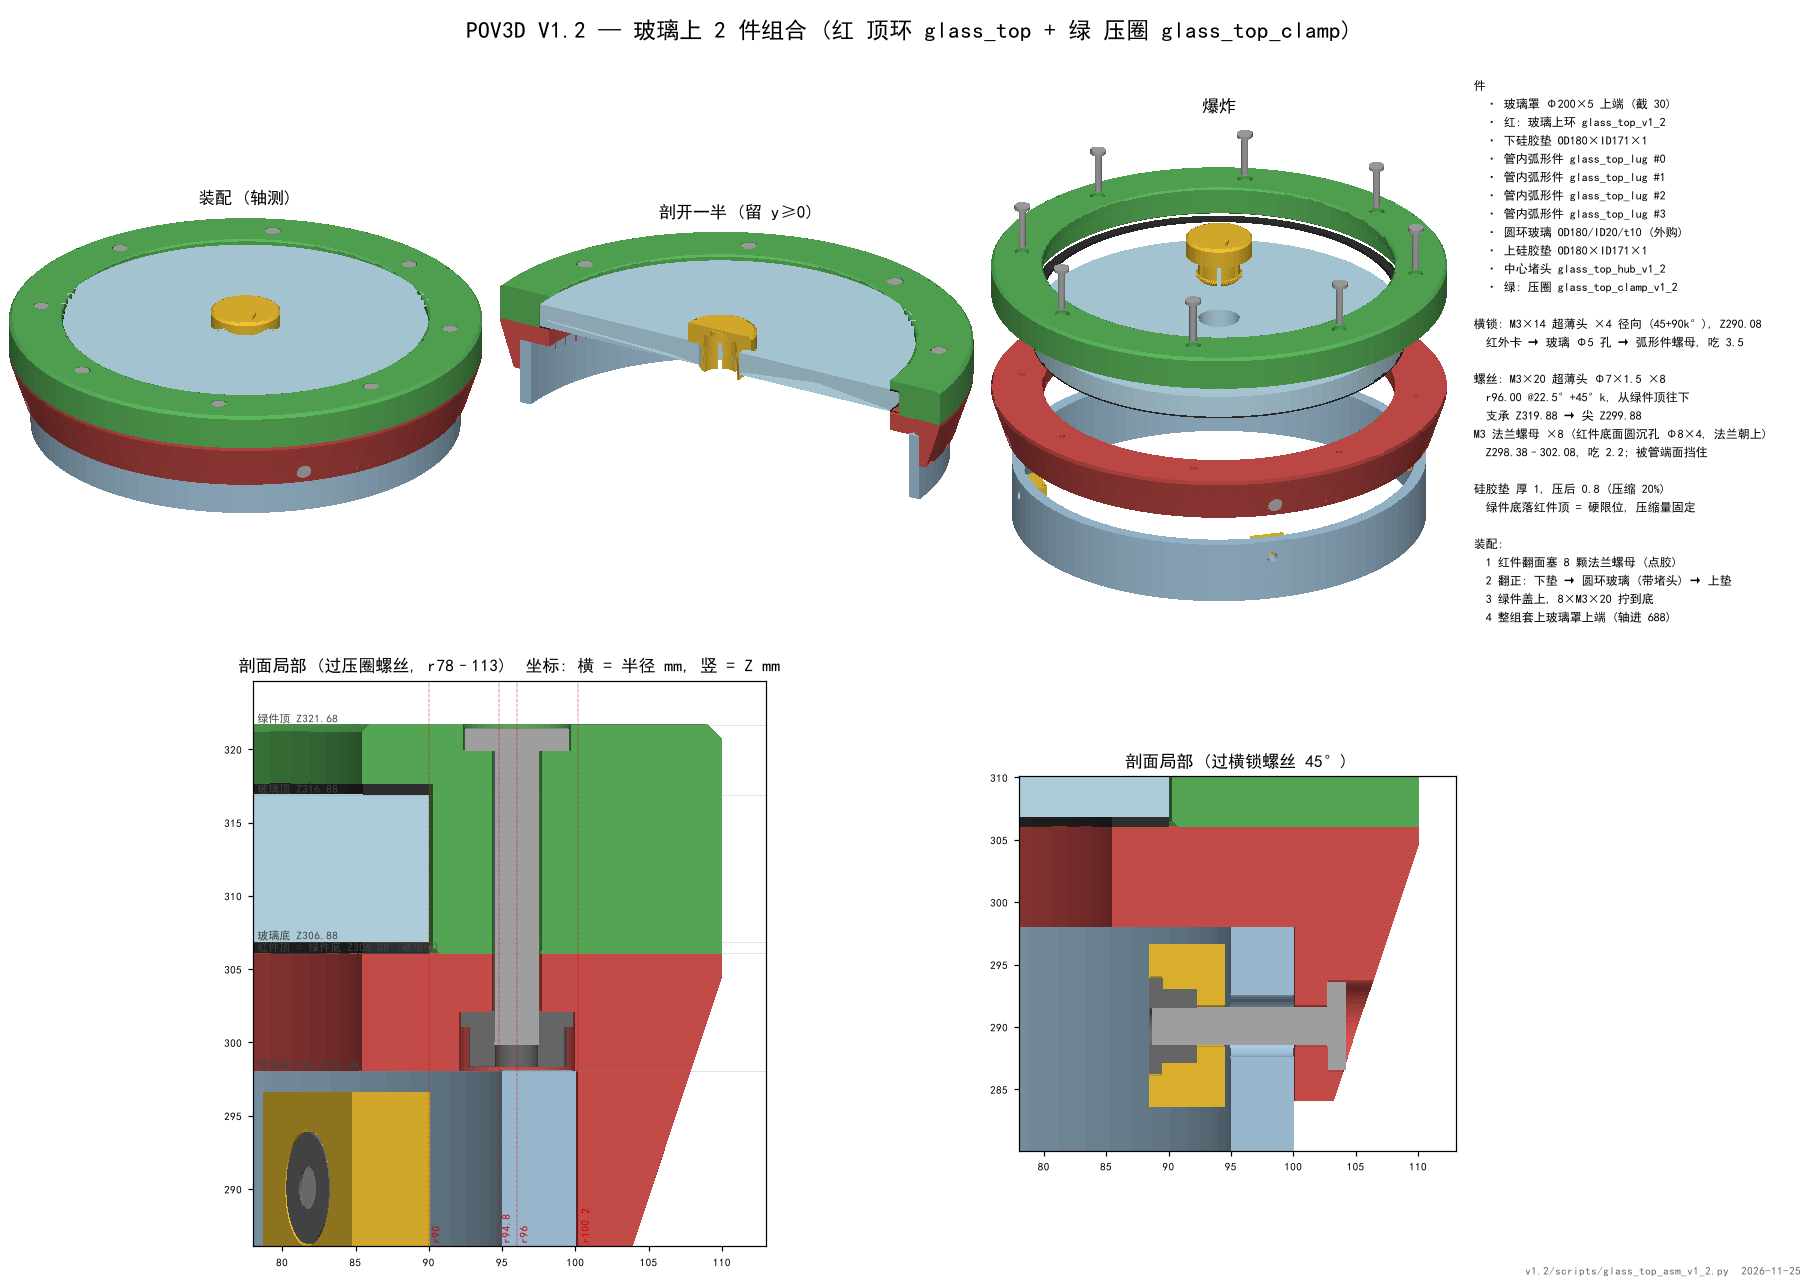 POV3D V1.2 — 玻璃上 2 件组合 (红 顶环 glass_top + 绿 压圈 glass_top_clamp)
装配 (轴测)
剖开一半 (留 y≥0)
爆炸
件
· 玻璃罩 Φ200×5 上端 (截 30)
· 红: 玻璃上环 glass_top_v1_2
· 下硅胶垫 OD180×ID171×1
· 管内弧形件 glass_top_lug #0
· 管内弧形件 glass_top_lug #1
· 管内弧形件 glass_top_lug #2
· 管内弧形件 glass_top_lug #3
· 圆环玻璃 OD180/ID20/t10 (外购)
· 上硅胶垫 OD180×ID171×1
· 中心堵头 glass_top_hub_v1_2
· 绿: 压圈 glass_top_clamp_v1_2
横锁: M3×14 超薄头 ×4 径向 (45+90k°), Z290.08
红外卡 → 玻璃 Φ5 孔 → 弧形件螺母, 吃 3.5
螺丝: M3×20 超薄头 Φ7×1.5 ×8
r96.00 @22.5°+45°k, 从绿件顶往下
支承 Z319.88 → 尖 Z299.88
M3 法兰螺母 ×8 (红件底面圆沉孔 Φ8×4, 法兰朝上)
Z298.38–302.08, 吃 2.2; 被管端面挡住
硅胶垫 厚 1, 压后 0.8 (压缩 20%)
绿件底落红件顶 = 硬限位, 压缩量固定
装配:
1 红件翻面塞 8 颗法兰螺母 (点胶)
2 翻正: 下垫 → 圆环玻璃 (带堵头) → 上垫
3 绿件盖上, 8×M3×20 拧到底
4 整组套上玻璃罩上端 (轴进 688)
剖面局部 (过压圈螺丝, r78–113)  坐标: 横 = 半径 mm, 竖 = Z mm
绿件顶 Z321.68
玻璃顶 Z316.88
玻璃底 Z306.88
红件顶 = 绿件底 Z306.08
320
315
310
305
300
295
290
r90
r94.8
r96
r100.2
80
85
90
95
100
105
110
剖面局部 (过横锁螺丝 45°)
310
305
300
295
290
285
80
85
90
95
100
105
110
v1.2/scripts/glass_top_asm_v1_2.py  2026-11-25